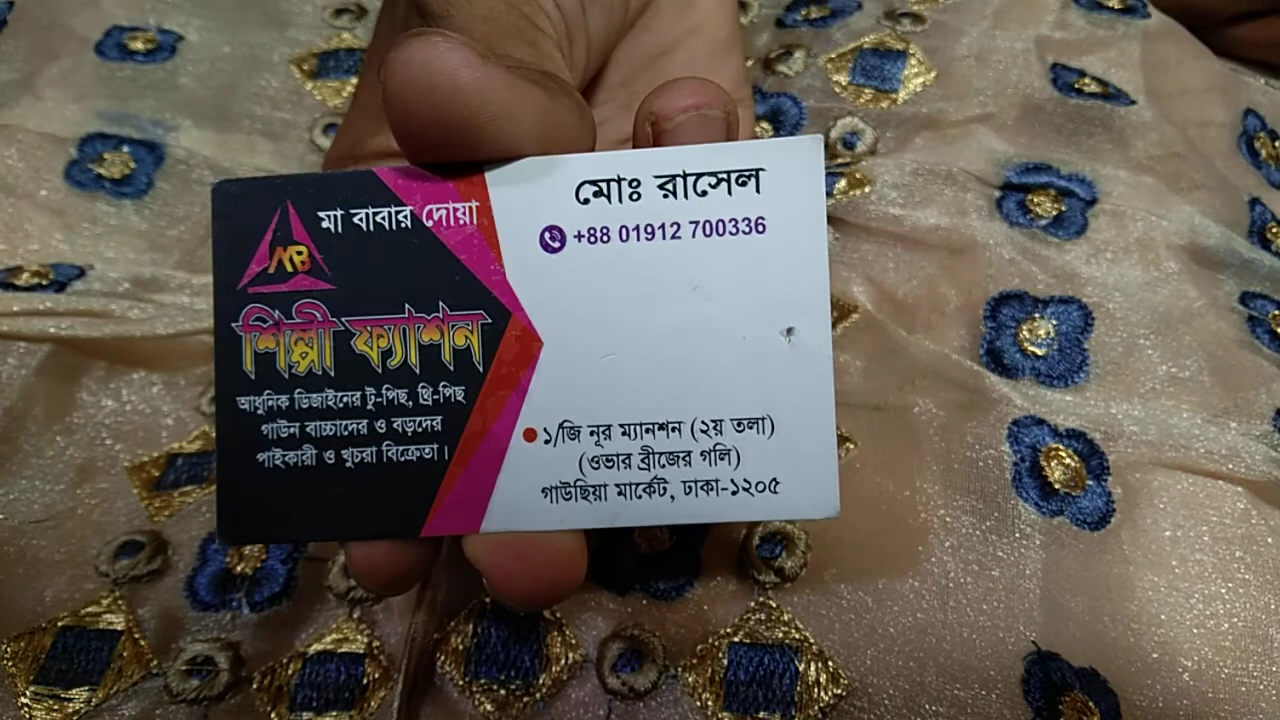 মা বাবার দোয়া
MB
শিল্পী ফ্যাশন
আধুনিক ডিজাইনের টু-পিছ, থ্রি-পিছ
গাউন বাচ্চাদের ও বড়দের
পাইকারী ও খুচরা বিক্রেতা।
মোঃ রাসেল
+88 01912 700336
১/জি নূর ম্যানশন (২য় তলা)
(ওভার ব্রীজের গলি)
গাউছিয়া মার্কেট, ঢাকা-১২০৫